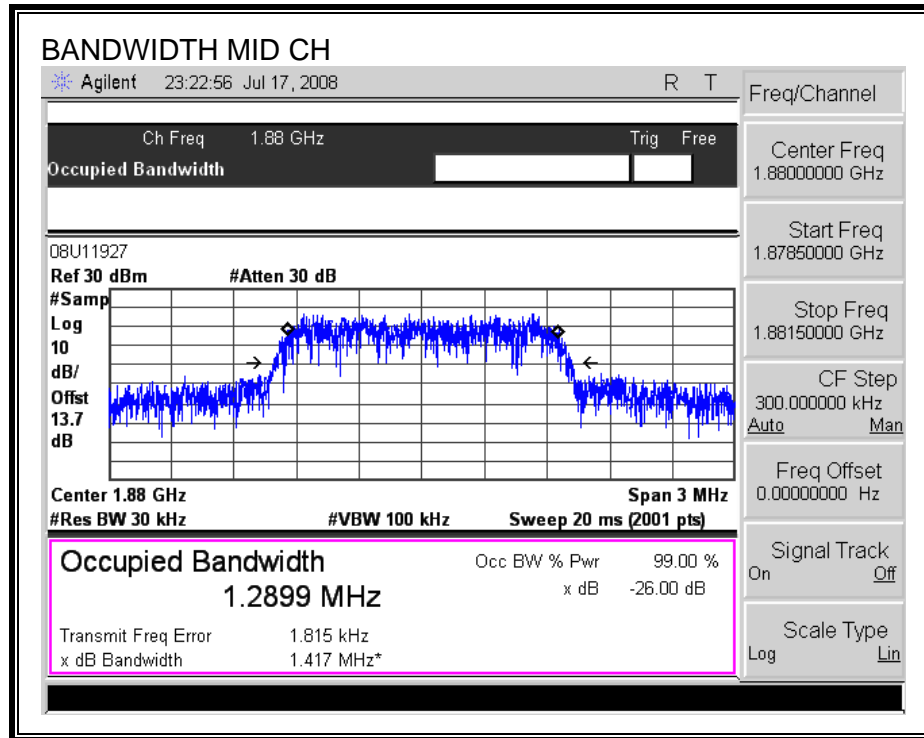 BANDWIDTH MID CH
Agilent 23:22:56 Jul 17, 2008 R T
Ch Freq 1.88 GHz Trig Free
Occupied Bandwidth
08U11927
Ref 30 dBm #Atten 30 dB
#Samp
Log
10
dB/
Offst
13.7
dB
Center 1.88 GHz Span 3 MHz
#Res BW 30 kHz #VBW 100 kHz Sweep 20 ms (2001 pts)
Occupied Bandwidth
1.2899 MHz
Occ BW % Pwr 99.00 %
x dB -26.00 dB
Transmit Freq Error 1.815 kHz
x dB Bandwidth 1.417 MHz*
Freq/Channel
Center Freq
1.88000000 GHz
Start Freq
1.87850000 GHz
Stop Freq
1.88150000 GHz
CF Step
300.000000 kHz
Auto Man
Freq Offset
0.00000000 Hz
Signal Track
On Off
Scale Type
Log Lin